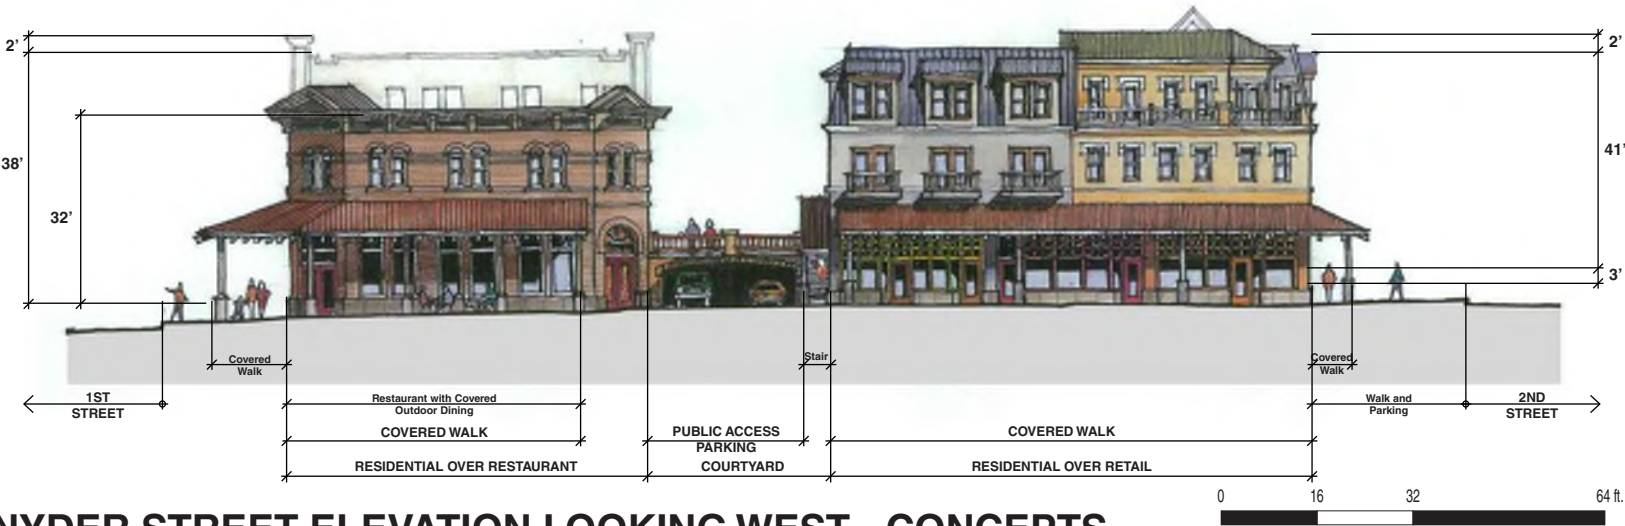 2’
2’
38’
41’
32’
3’
Covered
Walk
Stair
Covered
Walk
1ST
STREET
Restaurant with Covered
Outdoor Dining
Walk and
Parking
2ND
STREET
COVERED WALK
PUBLIC ACCESS
PARKING
COVERED WALK
RESIDENTIAL OVER RESTAURANT
COURTYARD
RESIDENTIAL OVER RETAIL
0 16 32 64 ft.
NYDER STREET ELEVATION LOOKING WEST - CONCEPTS